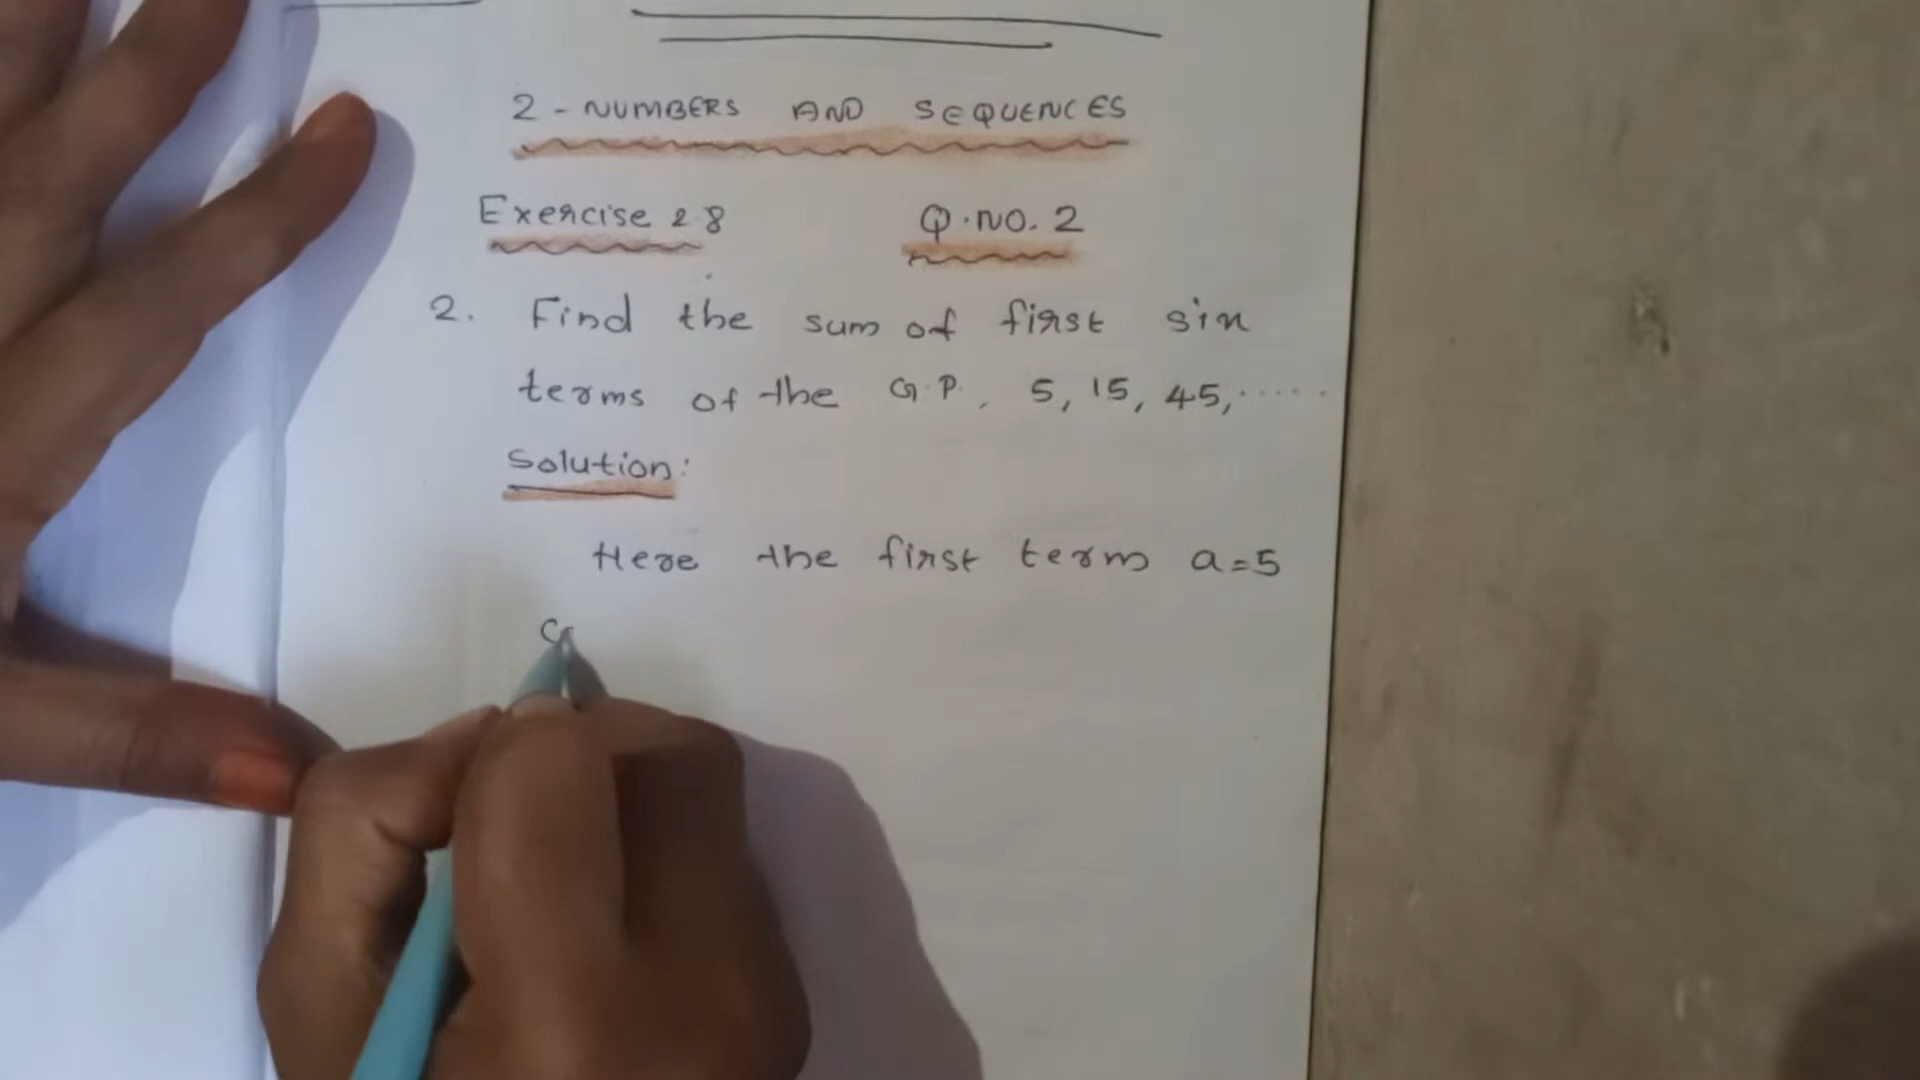 2 - NUMBERS AND SEQUENCES
Exercise 2.8 Q.NO. 2
2. Find the sum of first six
terms of the G.P. 5, 15, 45, .....
Solution:
Here the first term a=5